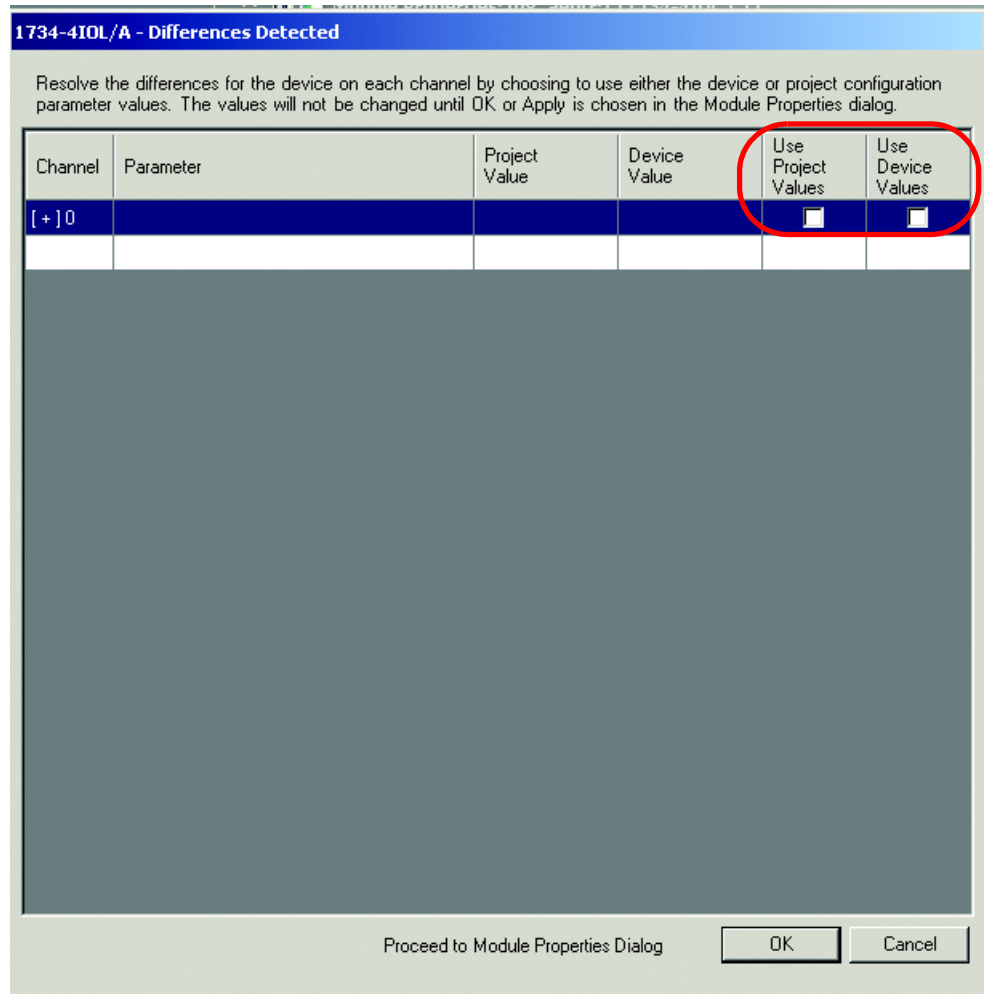 1734-4IOL/A - Differences Detected
Resolve the differences for the device on each channel by choosing to use either the device or project configuration
parameter values. The values will not be changed until OK or Apply is chosen in the Module Properties dialog.
Channel Parameter Project Value Device Value Use Project Values Use Device Values
[+] 0
Proceed to Module Properties Dialog OK Cancel